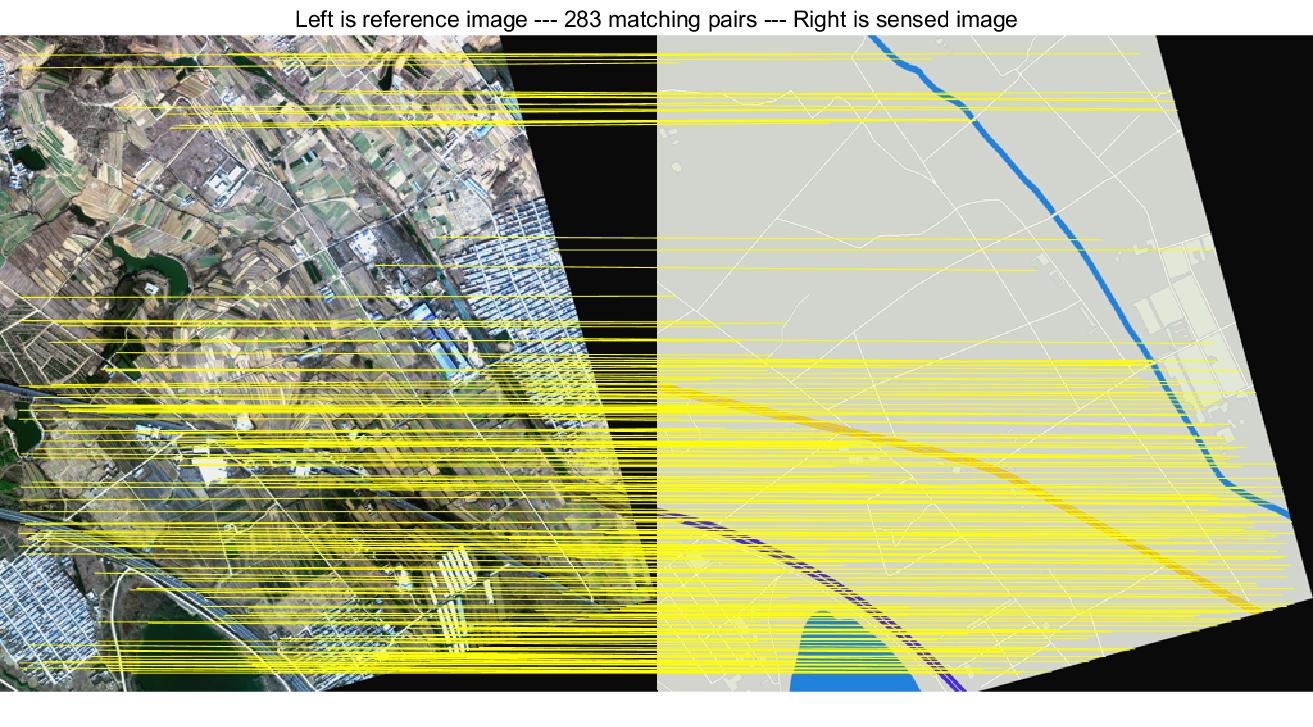 Left is reference image --- 283 matching pairs --- Right is sensed image